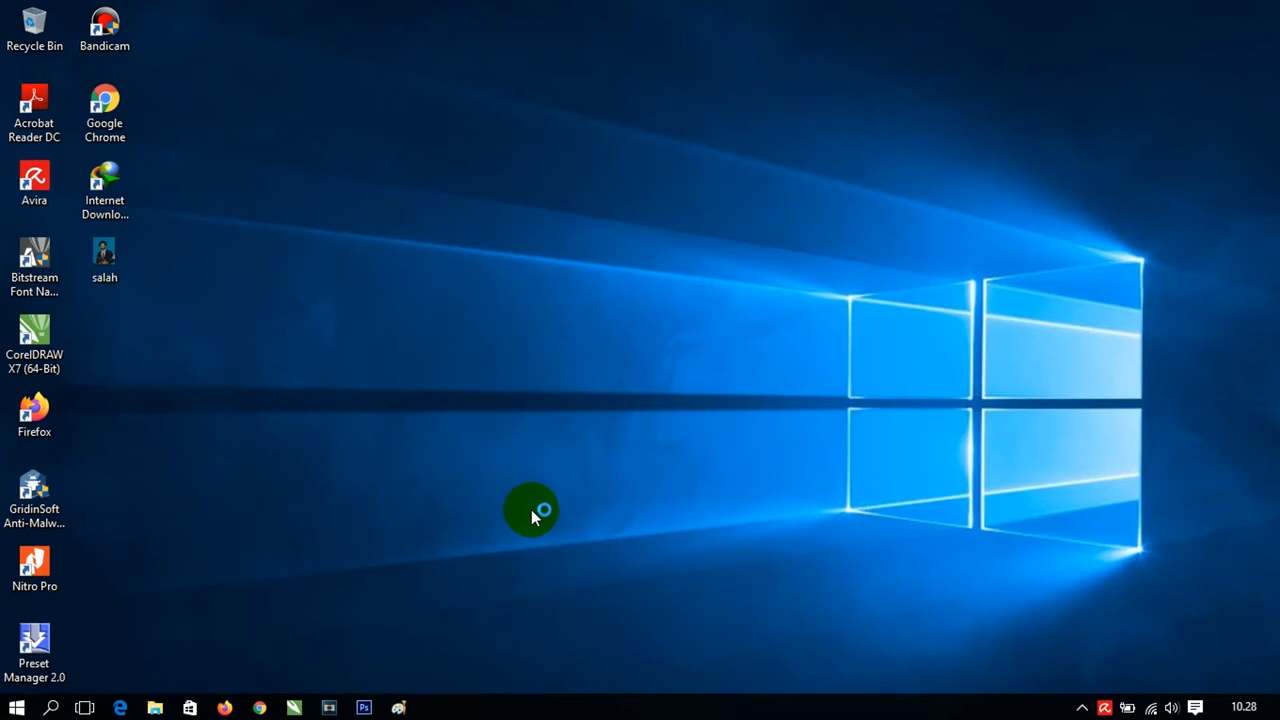 Recycle Bin
Bandicam
Acrobat
Reader DC
Google
Chrome
Avira
Internet
Downlo...
Bitstream
Font Na...
salah
CorelDRAW
X7 (64-Bit)
Firefox
GridinSoft
Anti-Malw...
Nitro Pro
Preset
Manager 2.0
Ps
10.28